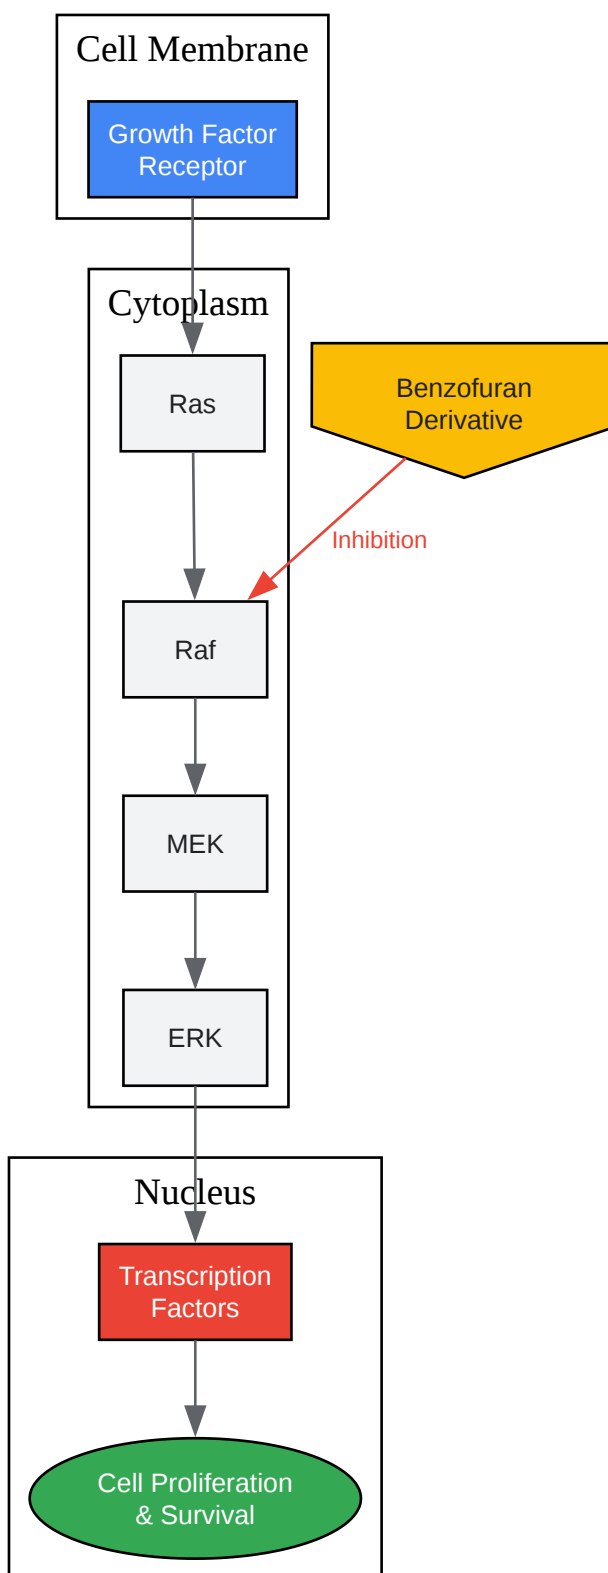 Cell Membrane
Growth Factor
Receptor
Cytoplasm
Ras
Benzofuran
Derivative
Inhibition
Raf
MEK
ERK
Nucleus
Transcription
Factors
Cell Proliferation
& Survival